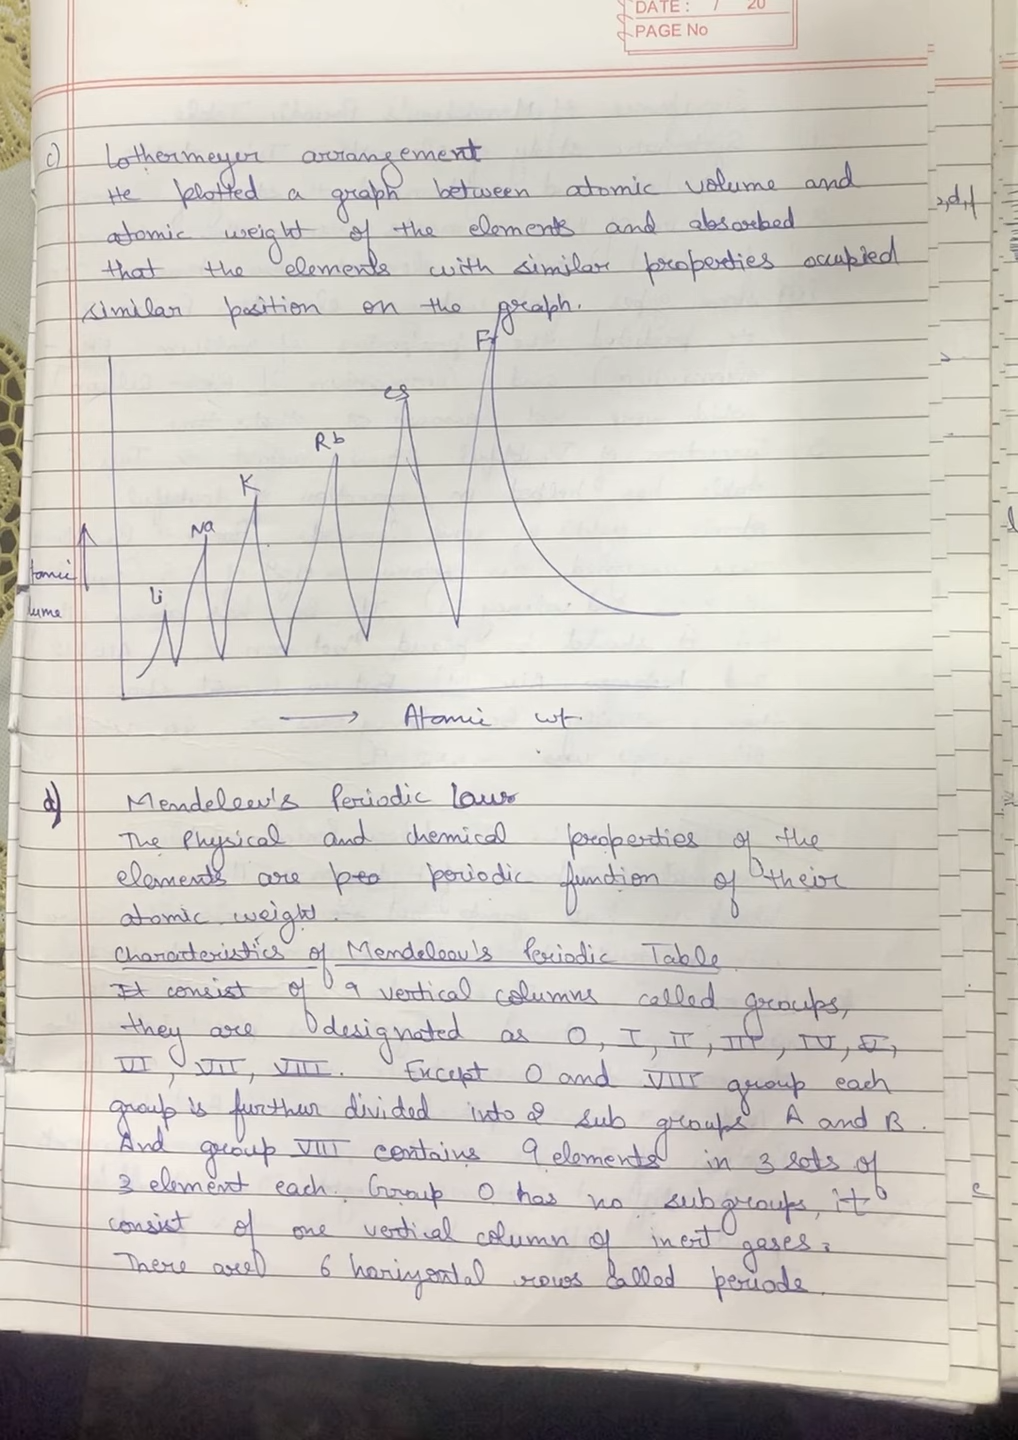 DATE: / 20
PAGE No
c) Lothermeyer arrangement
He plotted a graph between atomic volume and
atomic weight of the elements and absorbed
that the elements with similar properties occupied
similar position on the graph.
Fr
Cs
Rb
K
Na
Li
tomic
lume
→ Atomic wt.
d) Mendeleev's Periodic Law
The Physical and chemical properties of the
elements are pro periodic function of their
atomic weight.
Characteristics of Mendeleev's Periodic Table
It consist of 9 vertical columns called groups,
they are designated as O, I, II, III, IV, V,
VI, VII, VIII. Except O and VIII group each
group is further divided into 2 sub groups A and B.
And group VIII contains 9 elements in 3 sets of
3 element each. Group O has no subgroups, it
consist of one vertical column of inert gases.
There are 6 horizontal rows called periods.